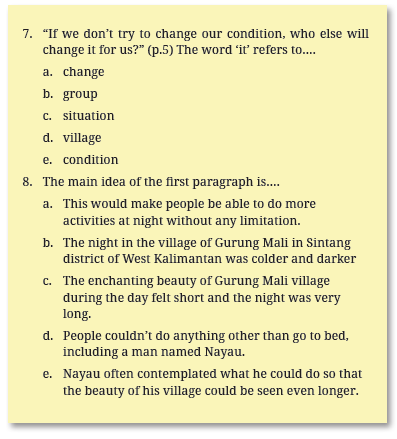 7. “If we don’t try to change our condition, who else will
change it for us?” (p.5) The word ‘it’ refers to....
a. change
b. group
c. situation
d. village
e. condition
8. The main idea of the first paragraph is....
a. This would make people be able to do more
activities at night without any limitation.
b. The night in the village of Gurung Mali in Sintang
district of West Kalimantan was colder and darker
c. The enchanting beauty of Gurung Mali village
during the day felt short and the night was very
long.
d. People couldn’t do anything other than go to bed,
including a man named Nayau.
e. Nayau often contemplated what he could do so that
the beauty of his village could be seen even longer.